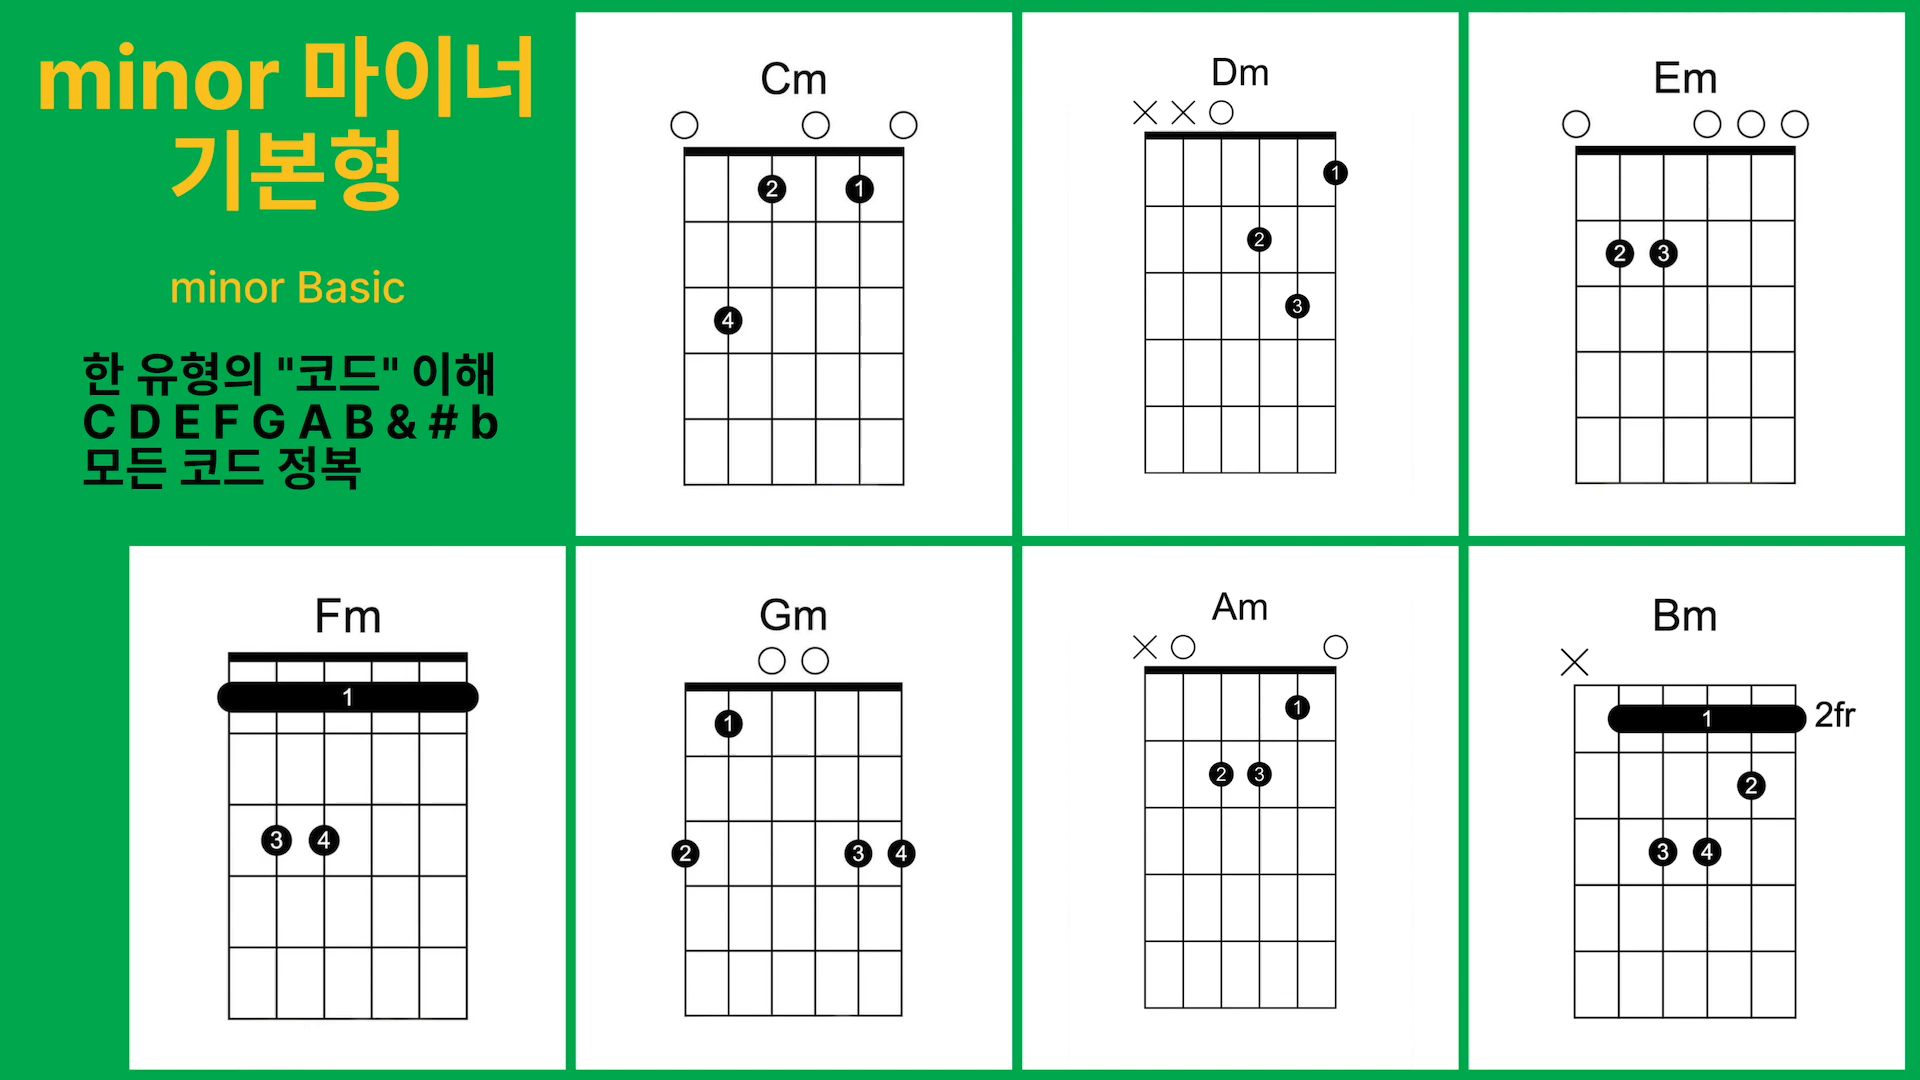 minor 마이너
기본형
minor Basic
한 유형의 "코드" 이해
C D E F G A B & # b
모든 코드 정복
Cm
2 1
4
Dm
1
2
3
Em
2 3
Fm
1
3 4
Gm
1
2 3 4
Am
1
2 3
Bm
1 2fr
2
3 4